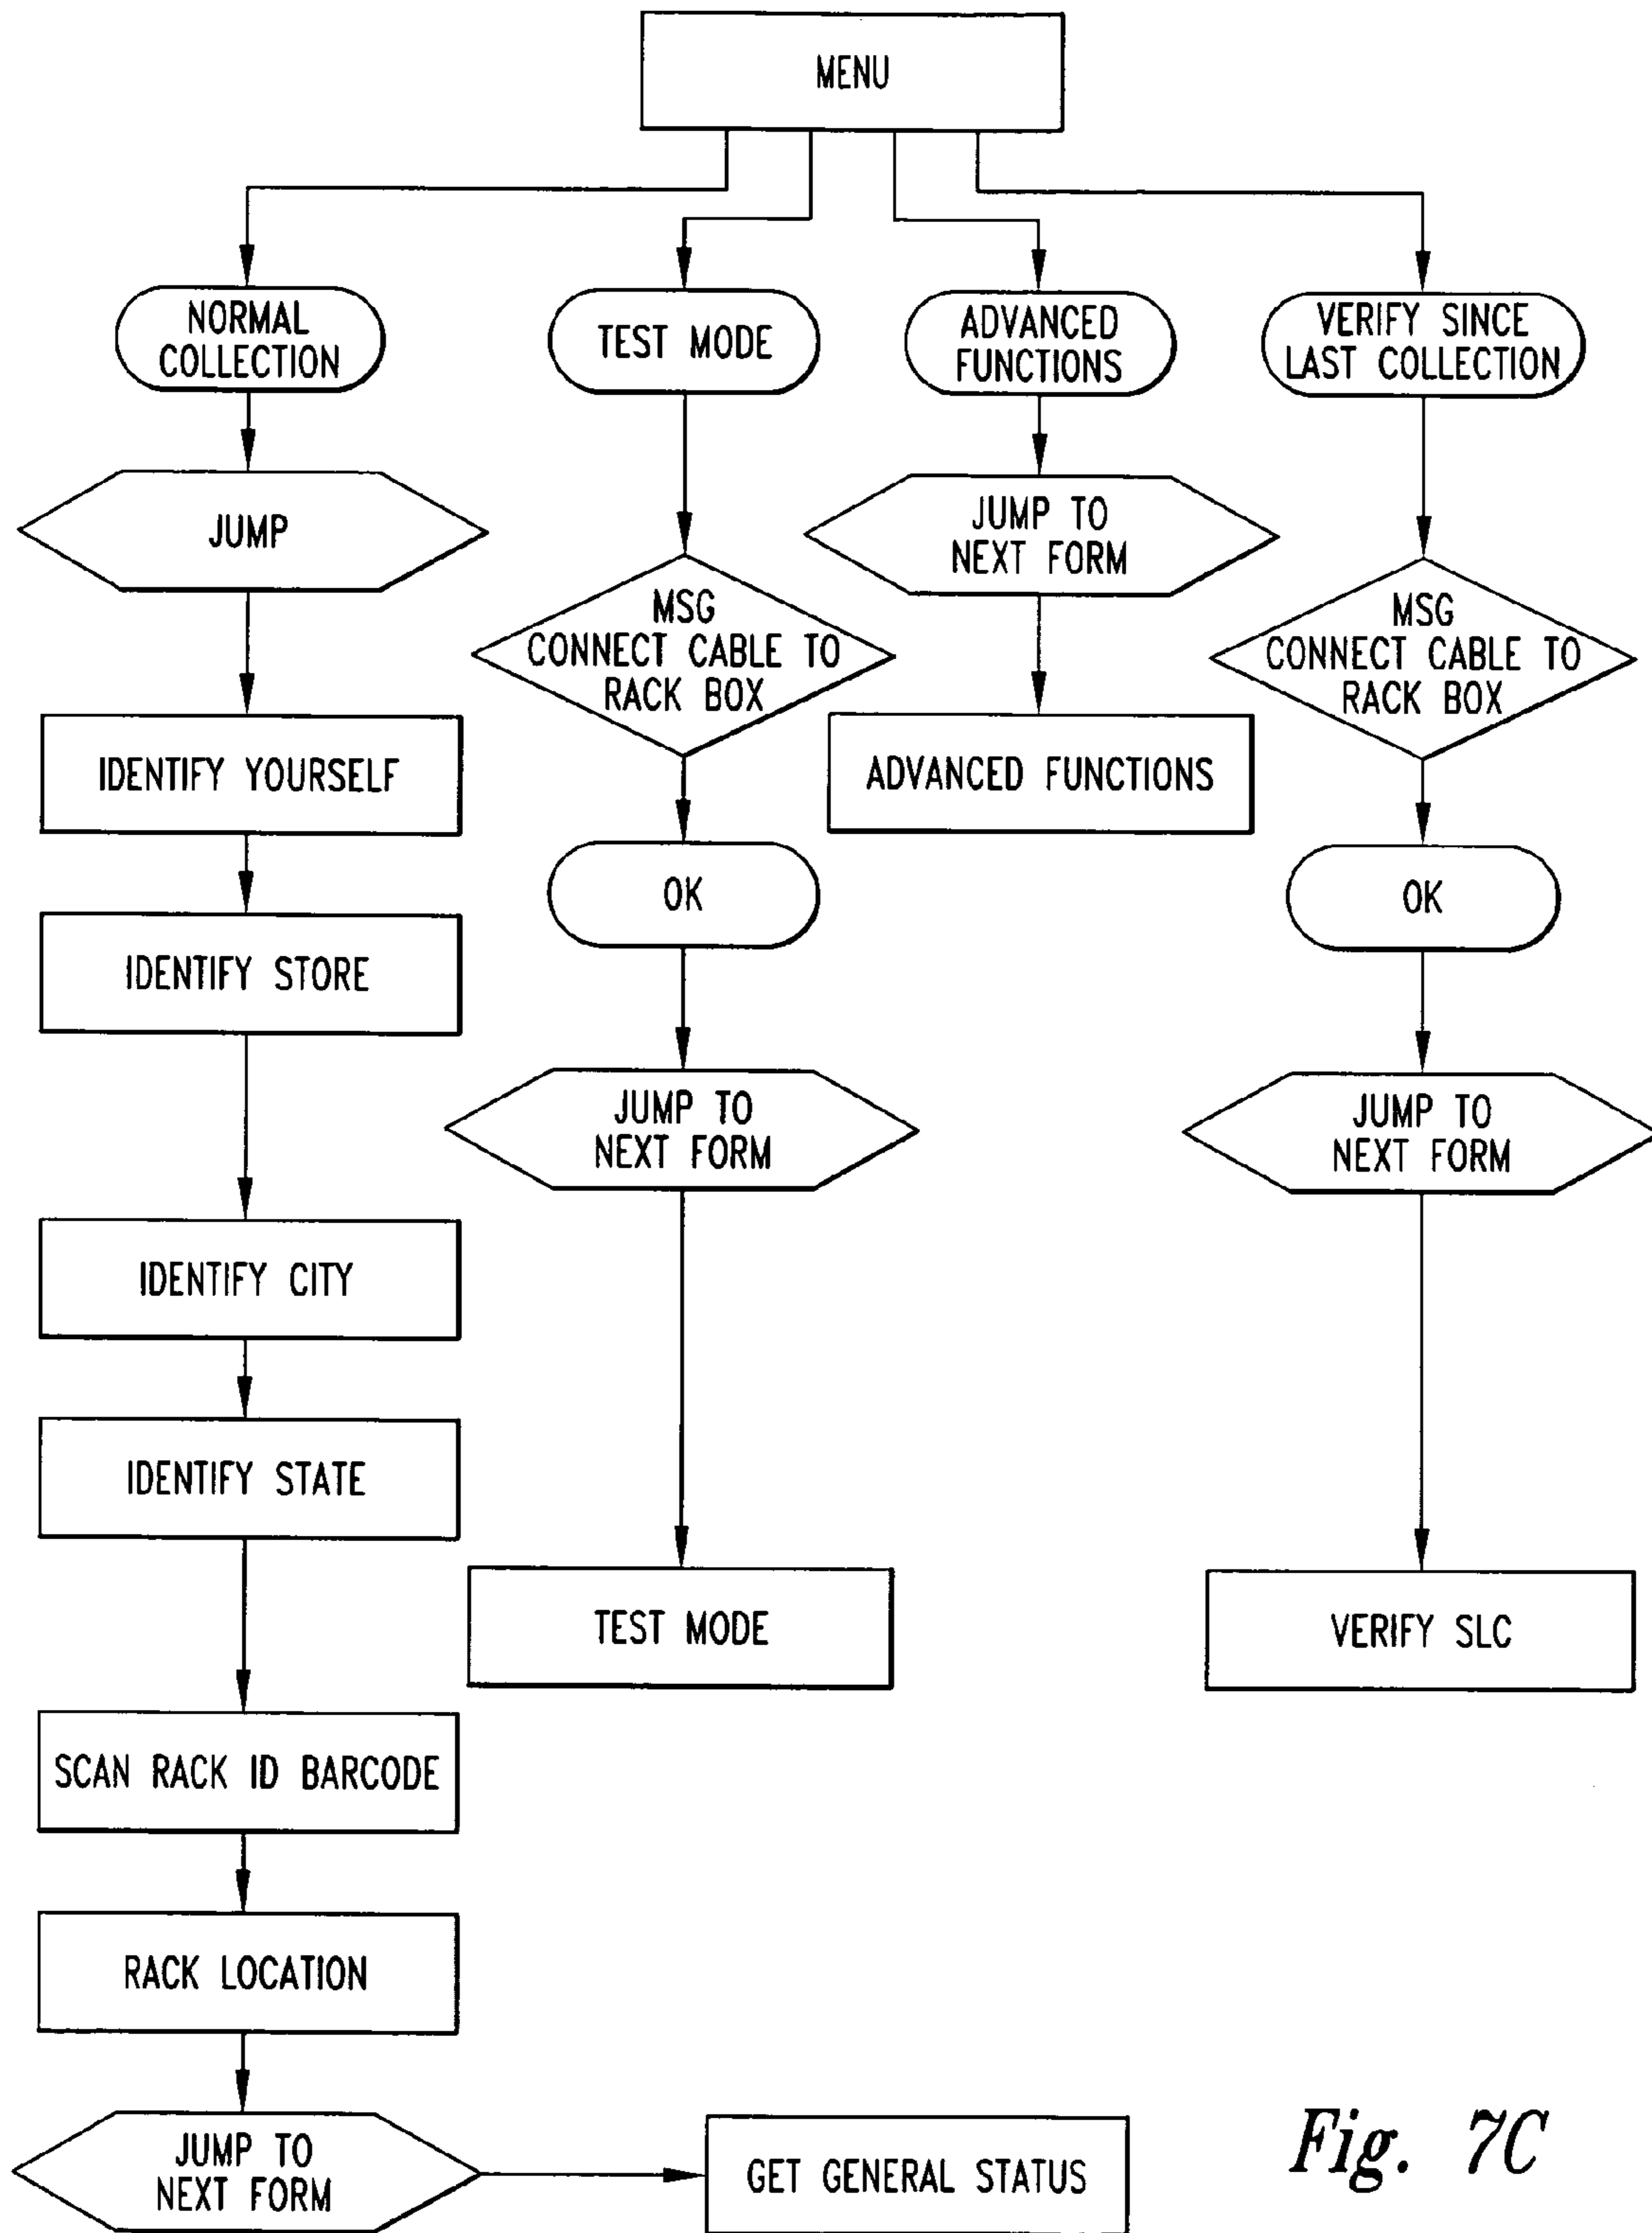 MENU
NORMAL
COLLECTION
TEST MODE
ADVANCED
FUNCTIONS
VERIFY SINCE
LAST COLLECTION
JUMP
JUMP TO
NEXT FORM
MSG
CONNECT CABLE TO
RACK BOX
MSG
CONNECT CABLE TO
RACK BOX
IDENTIFY YOURSELF
ADVANCED FUNCTIONS
OK
OK
IDENTIFY STORE
JUMP TO
NEXT FORM
JUMP TO
NEXT FORM
IDENTIFY CITY
IDENTIFY STATE
TEST MODE
VERIFY SLC
SCAN RACK ID BARCODE
RACK LOCATION
JUMP TO
NEXT FORM
GET GENERAL STATUS
Fig. 7C